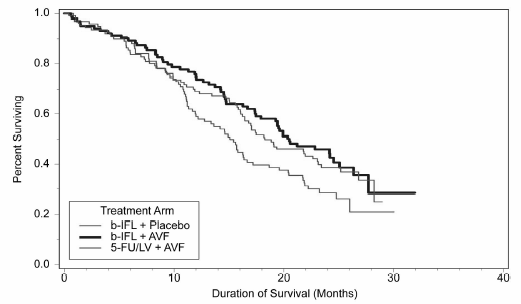 1.0
0.8
0.6
0.4
0.2
0.0
Percent Surviving
Treatment Arm
b-IFL + Placebo
b-IFL + AVF
5-FU/LV + AVF
0 10 20 30 40
Duration of Survival (Months)